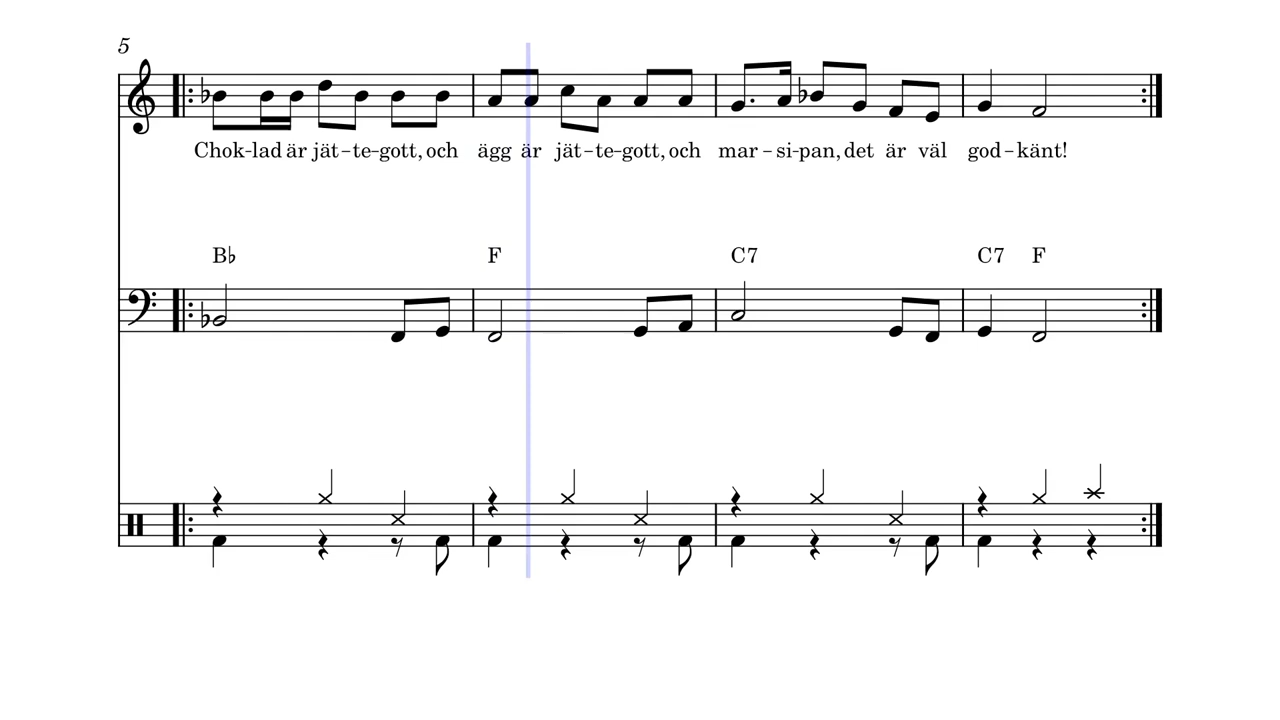 5
Chok-lad är jät-te-gott, och ägg är jät-te-gott, och mar-si-pan, det är väl god-känt!
B♭ F C7 C7 F